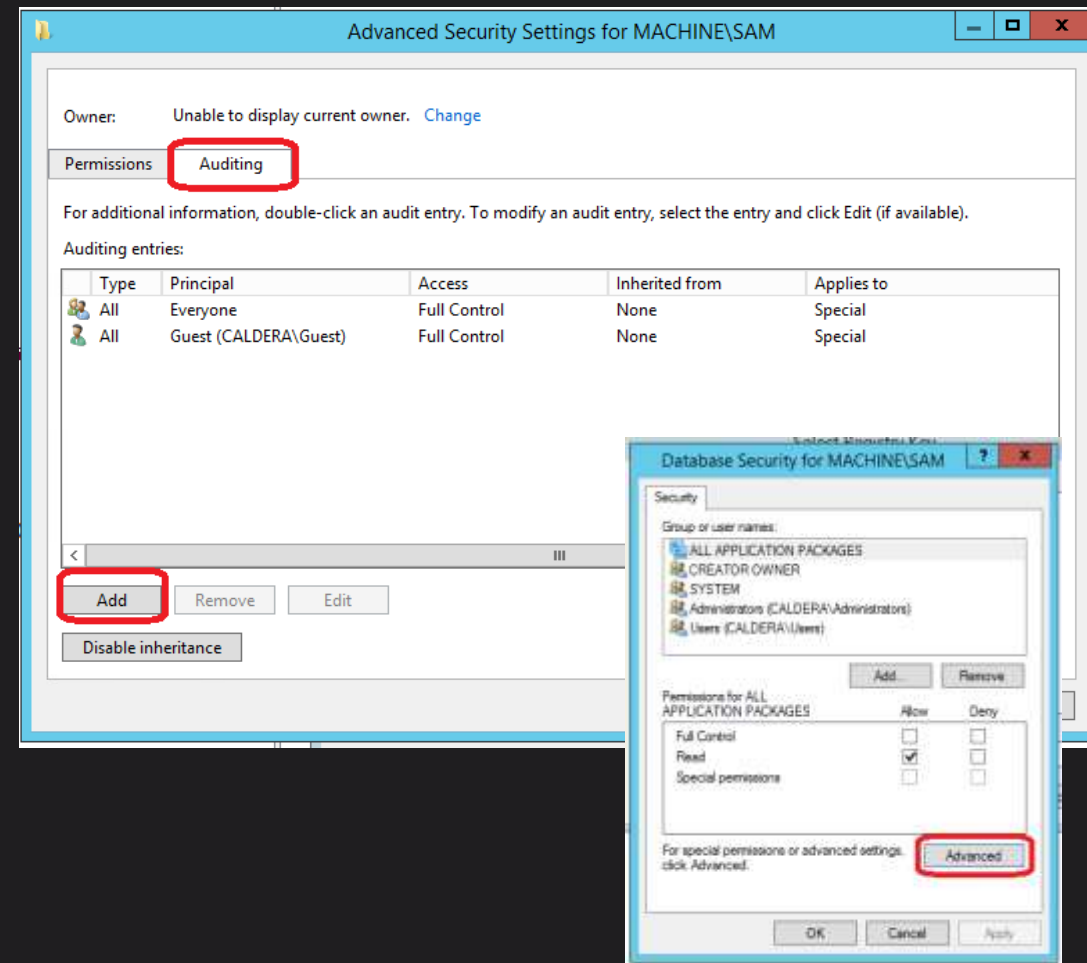 Advanced Security Settings for MACHINE\SAM
Owner: Unable to display current owner. Change
Permissions Auditing
For additional information, double-click an audit entry. To modify an audit entry, select the entry and click Edit (if available).
Auditing entries:
Type Principal Access Inherited from Applies to
All Everyone Full Control None Special
All Guest (CALDERA\Guest) Full Control None Special
Add Remove Edit
Disable inheritance
Select Registry Key
Database Security for MACHINE\SAM
Security
Group or user names:
ALL APPLICATION PACKAGES
CREATOR OWNER
SYSTEM
Administrators (CALDERA\Administrators)
Users (CALDERA\Users)
Add... Remove
Permissions for ALL
APPLICATION PACKAGES Allow Deny
Full Control
Read
Special permissions
For special permissions or advanced settings,
click Advanced.
Advanced
OK Cancel Apply